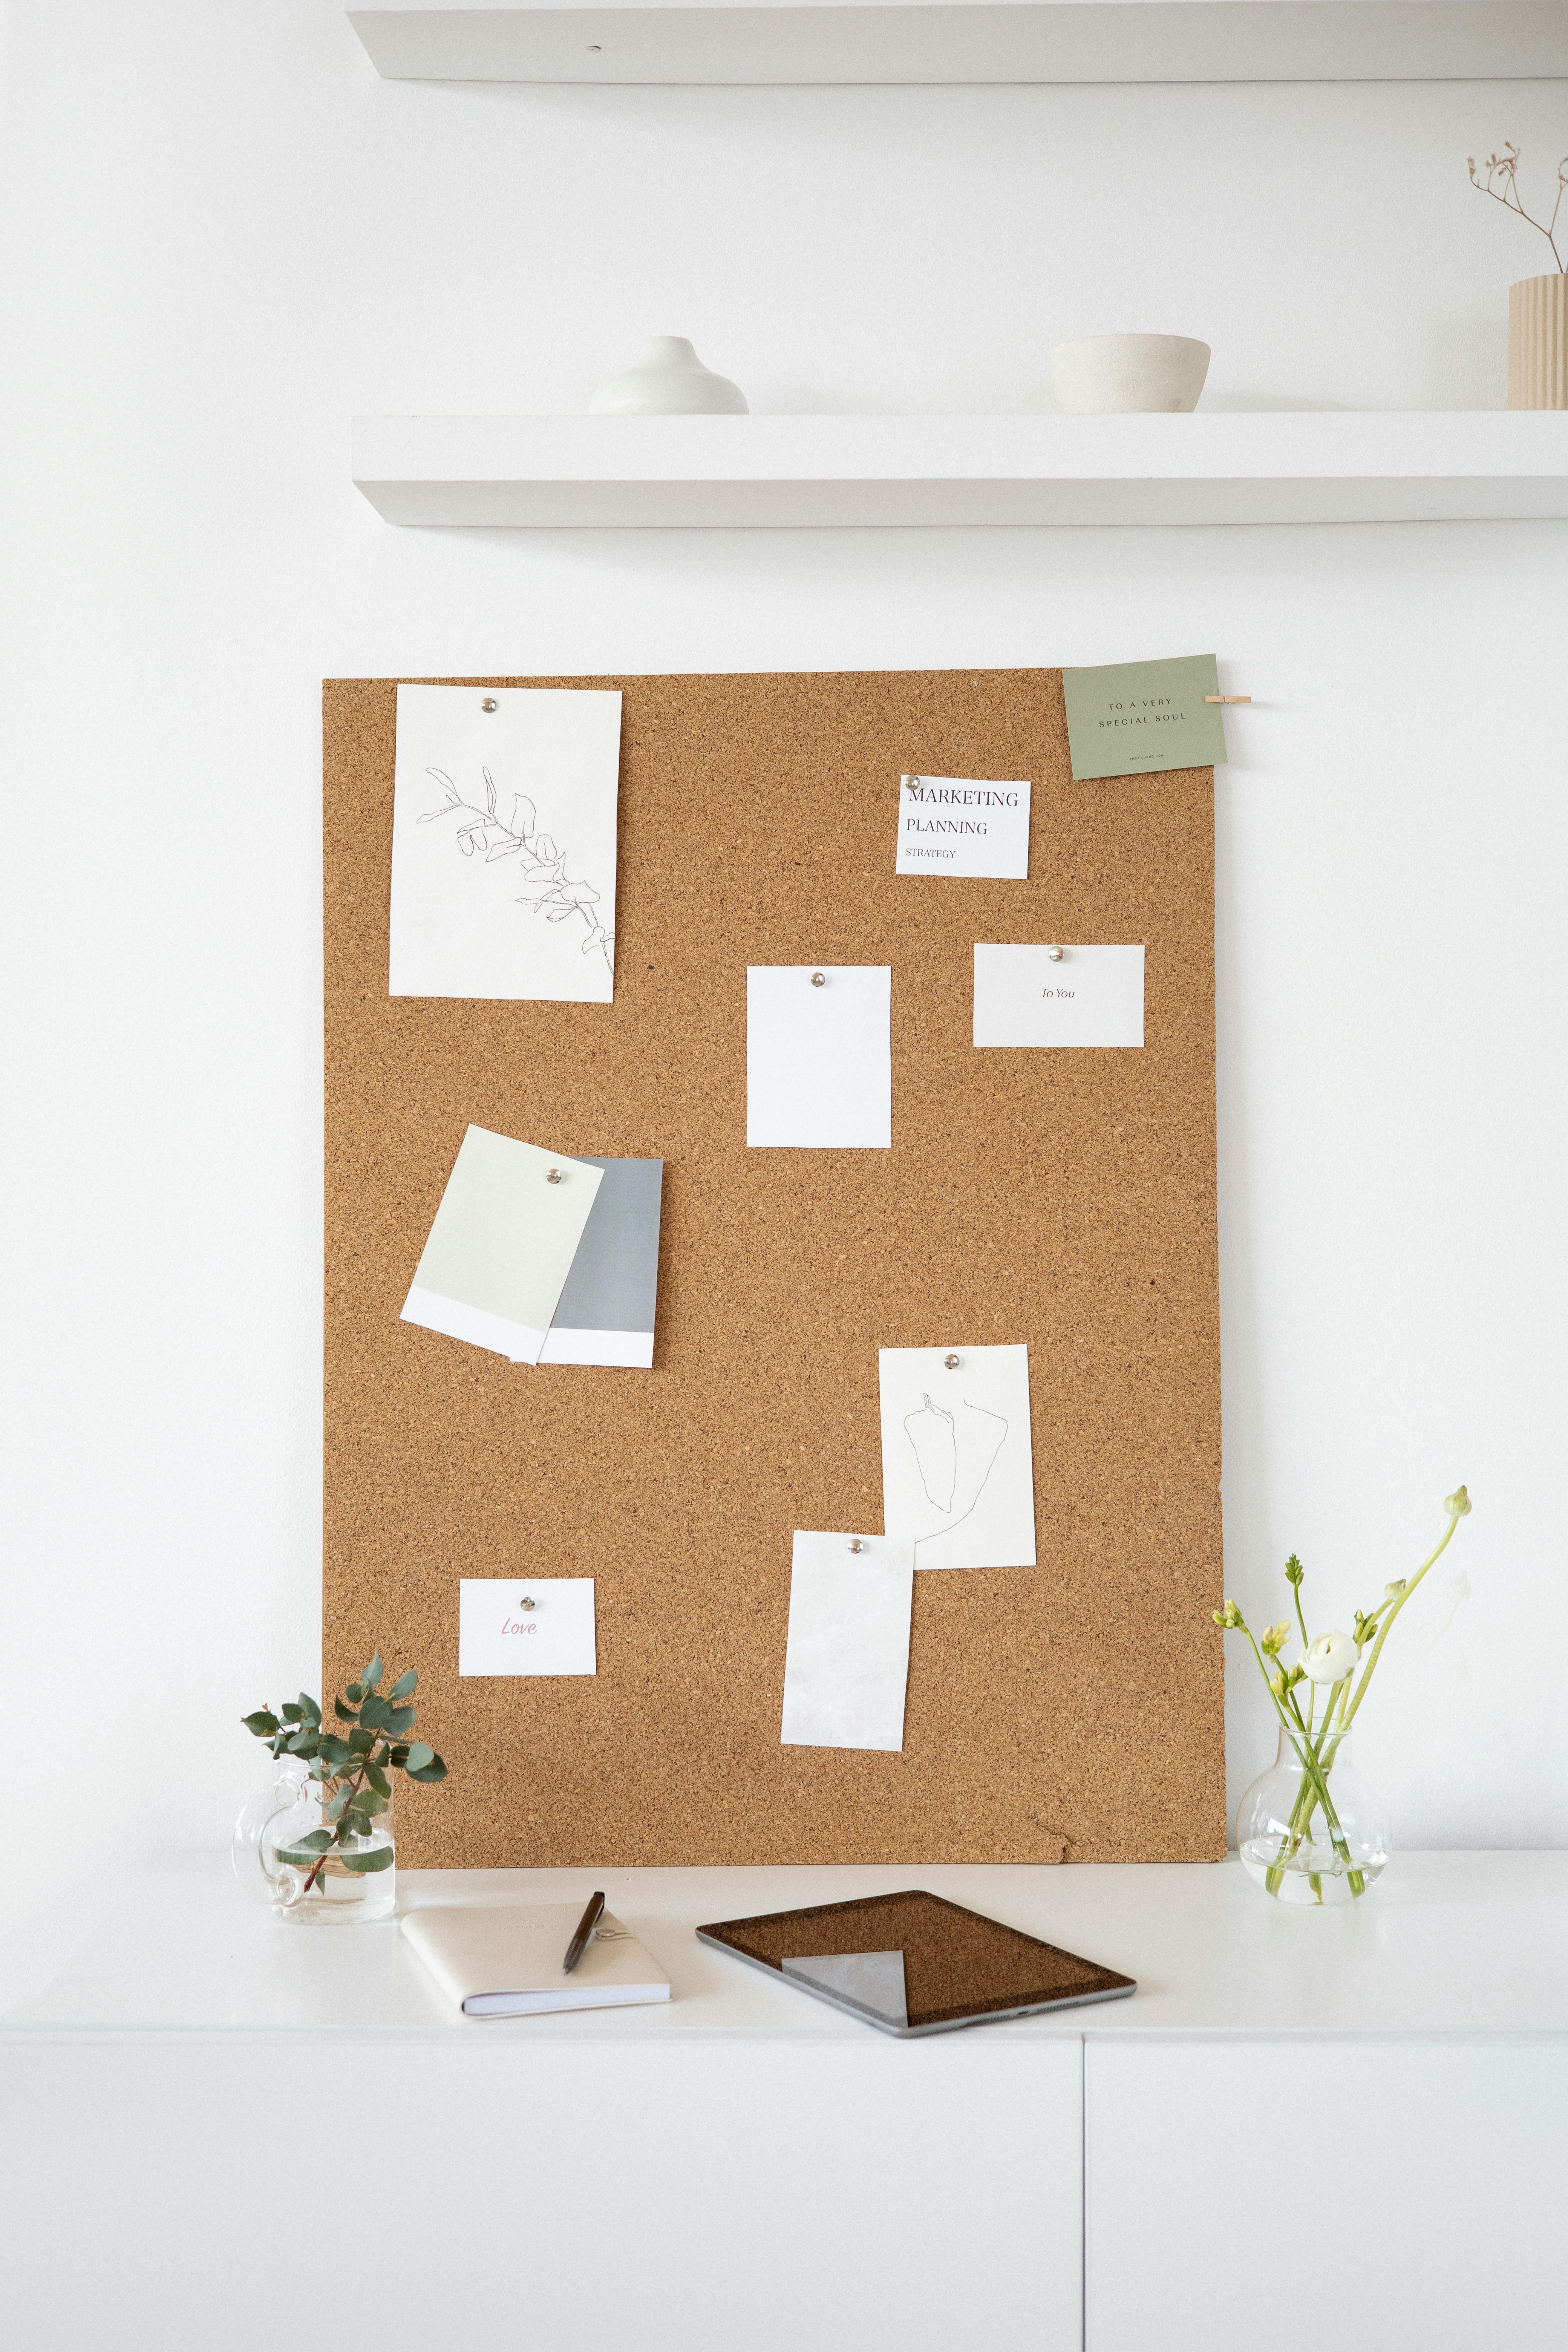 TO A VERY
SPECIAL SOUL
MARKETING
PLANNING
STRATEGY
To You
Love